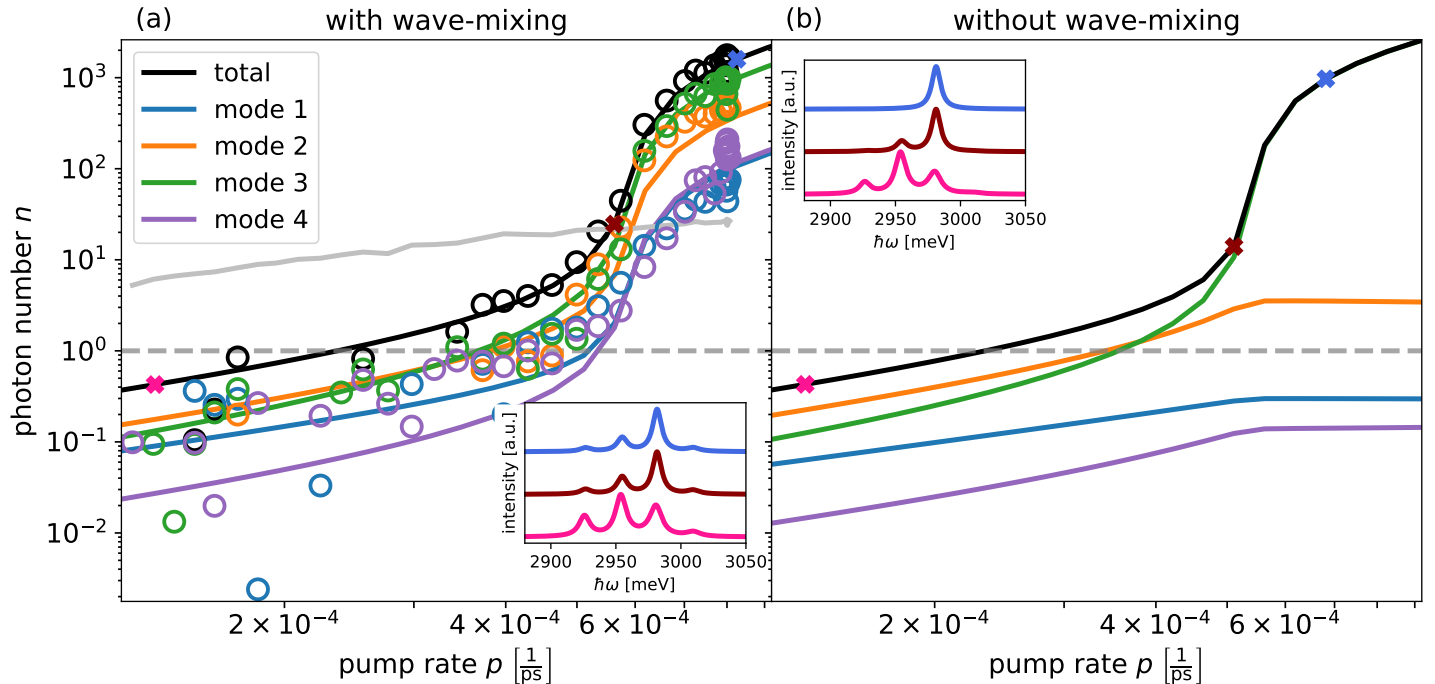 (a) with wave-mixing
(b) without wave-mixing
photon number n
10³
10²
10¹
10⁰
10⁻¹
10⁻²
total
mode 1
mode 2
mode 3
mode 4
intensity [a.u.]
2900 2950 3000 3050
ħω [meV]
intensity [a.u.]
2900 2950 3000 3050
ħω [meV]
2 × 10⁻⁴ 4 × 10⁻⁴ 6 × 10⁻⁴
2 × 10⁻⁴ 4 × 10⁻⁴ 6 × 10⁻⁴
pump rate p [1/ps]
pump rate p [1/ps]